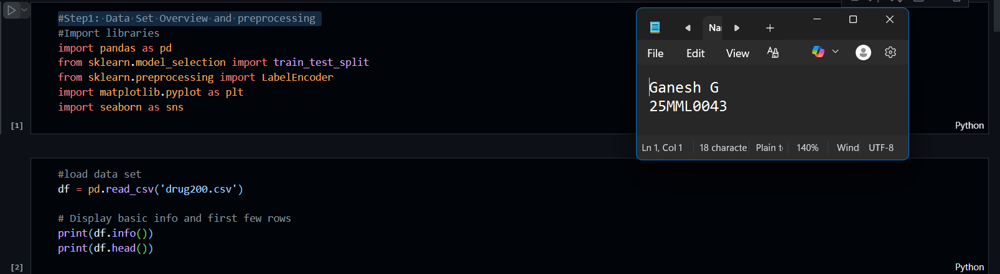 #Step1: Data Set Overview and preprocessing
#Import libraries
import pandas as pd
from sklearn.model_selection import train_test_split
from sklearn.preprocessing import LabelEncoder
import matplotlib.pyplot as plt
import seaborn as sns
[1]
Python
Na
File Edit View
Ganesh G
25MML0043
Ln 1, Col 1 18 characte Plain t 140% Wind UTF-8
#load data set
df = pd.read_csv('drug200.csv')
# Display basic info and first few rows
print(df.info())
print(df.head())
[2]
Python